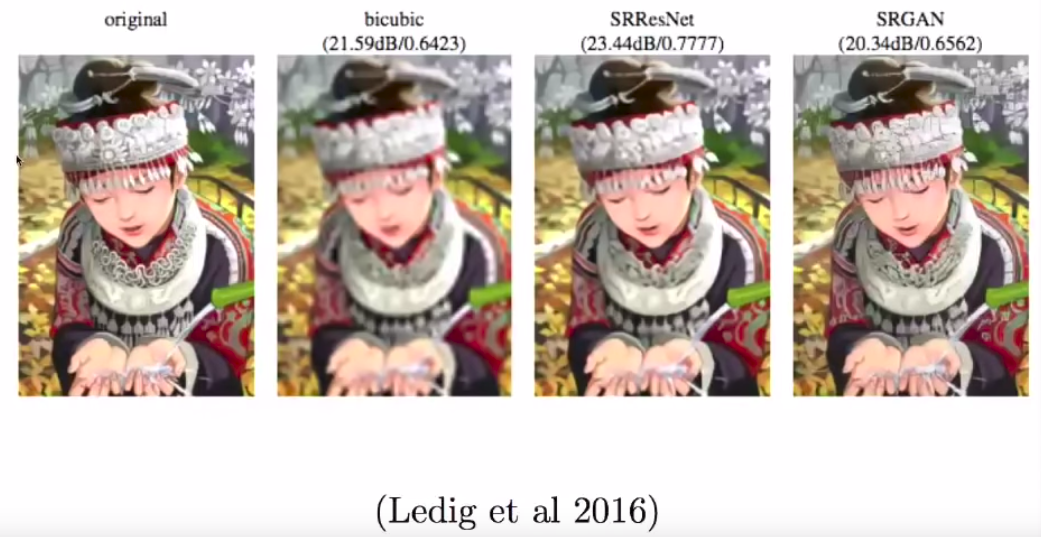 original
bicubic
(21.59dB/0.6423)
SRResNet
(23.44dB/0.7777)
SRGAN
(20.34dB/0.6562)
(Ledig et al 2016)